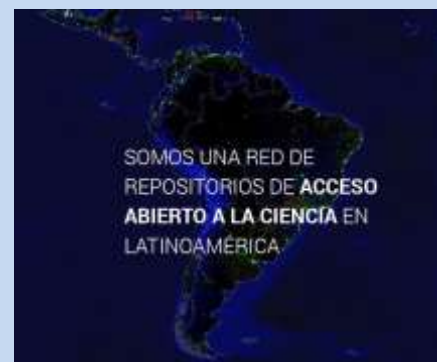 SOMOS UNA RED DE
REPOSITORIOS DE ACCESO
ABIERTO A LA CIENCIA EN
LATINOAMÉRICA